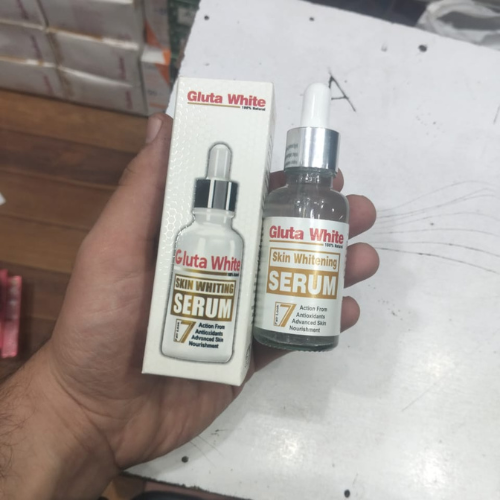 Gluta White
100% Natural
Gluta White
SKIN WHITING
SERUM
7
Action From
Antioxidants
Advanced Skin
Nourishment
Gluta White
100% Natural
Skin Whitening
SERUM
7
Action From
Antioxidants
Advanced Skin
Nourishment
A